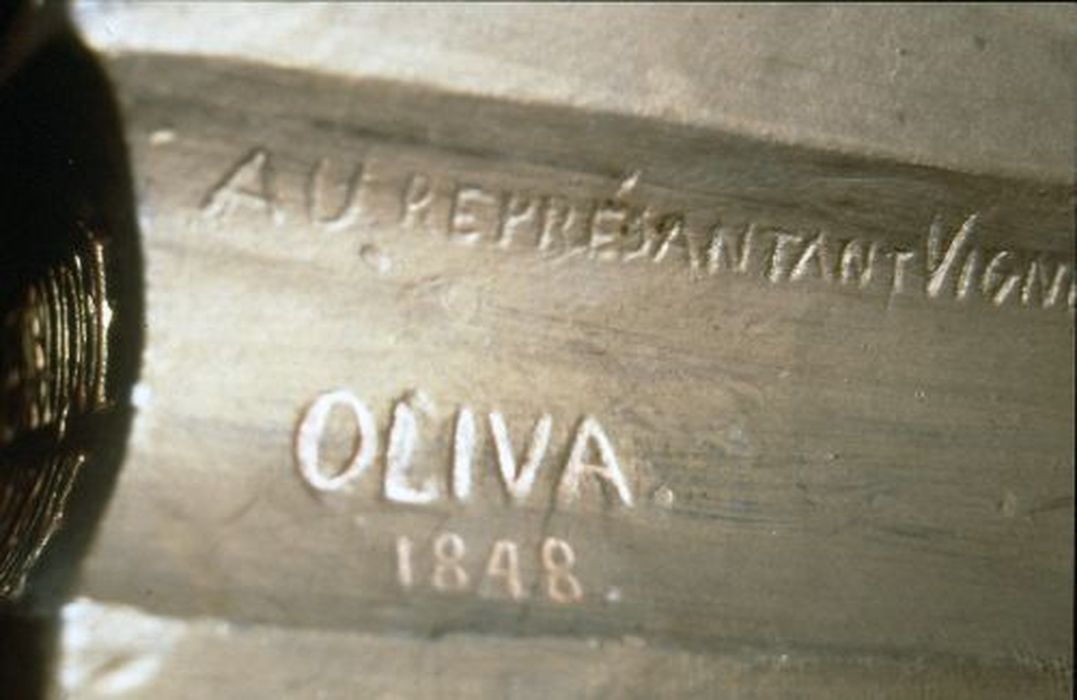 AU REPRÉSANTANT VIGN
OLIVA.
1848.